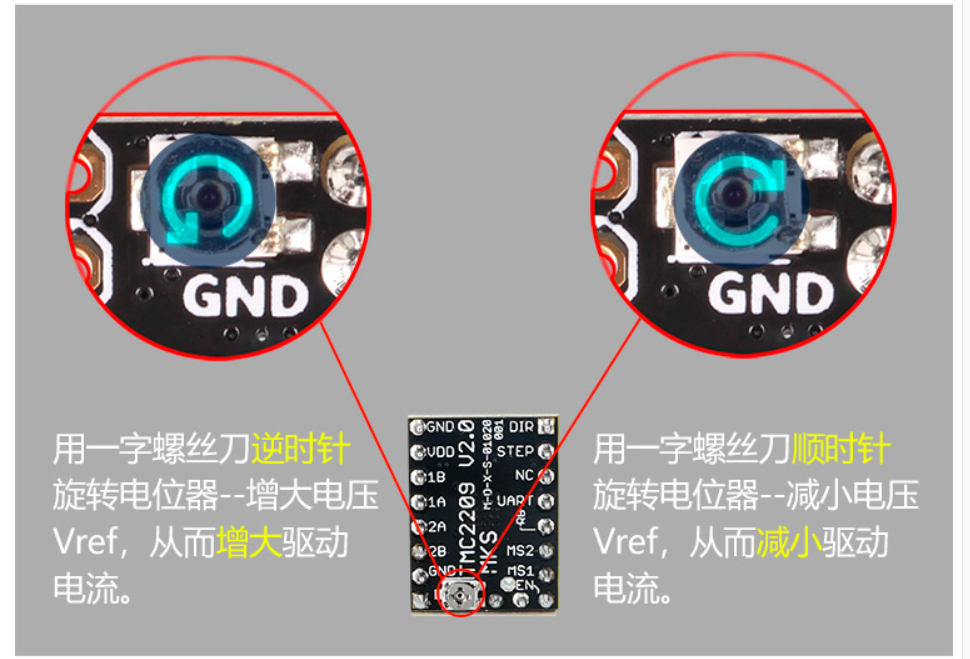 GND
GND
用一字螺丝刀逆时针
旋转电位器--增大电压
Vref，从而增大驱动
电流。
GND
VDD
1B
1A
2A
2B
GND
TMC2209 V2.0
MKS
M-D-X-S-01020
001
DIR
STEP
NC
UART
R8
MS2
MS1
EN
用一字螺丝刀顺时针
旋转电位器--减小电压
Vref，从而减小驱动
电流。